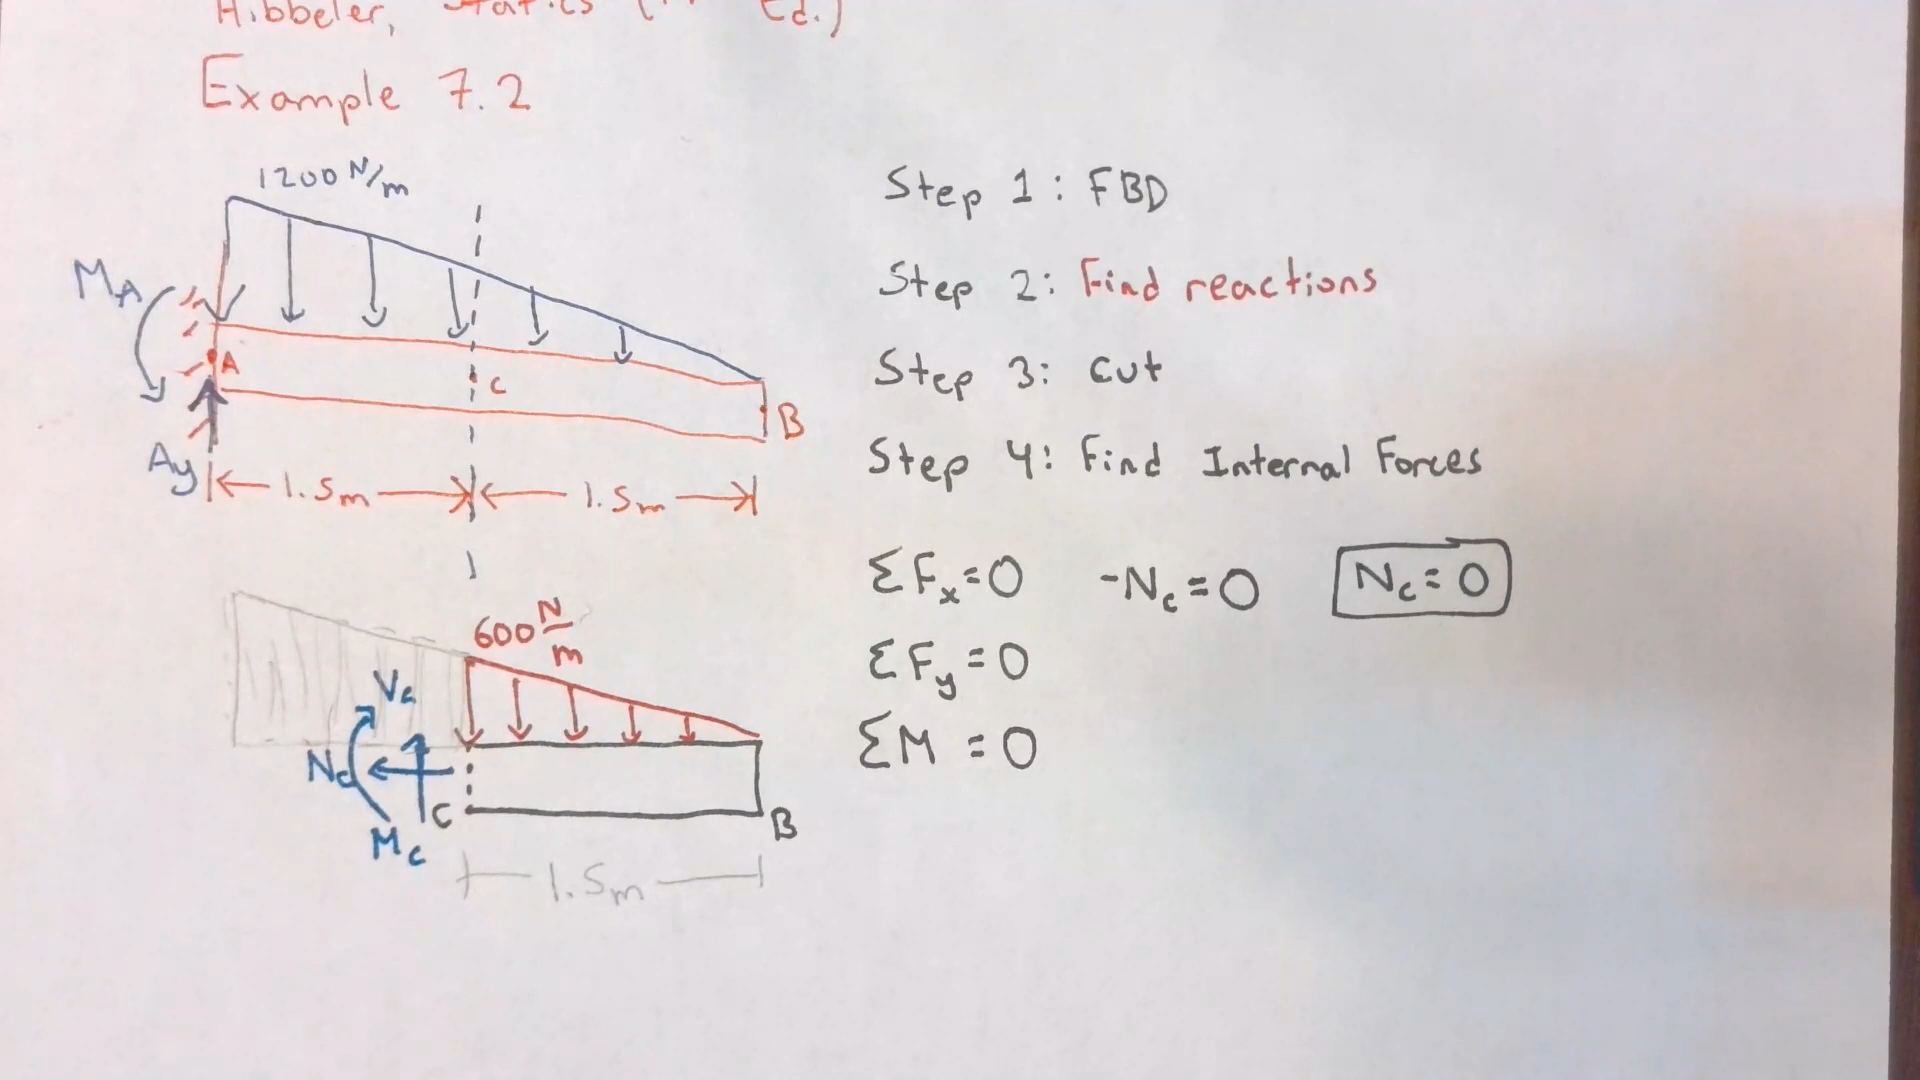 Hibbeler, Statics ( Ed.)
Example 7.2
1200 N/m
MA
A
C
B
Ay
1.5m
1.5m
600 N/m
Vc
Nc
C
Mc
B
1.5m
Step 1: FBD
Step 2: Find reactions
Step 3: cut
Step 4: Find Internal Forces
ΣFx=0 -Nc=0 Nc=0
ΣFy=0
ΣM=0